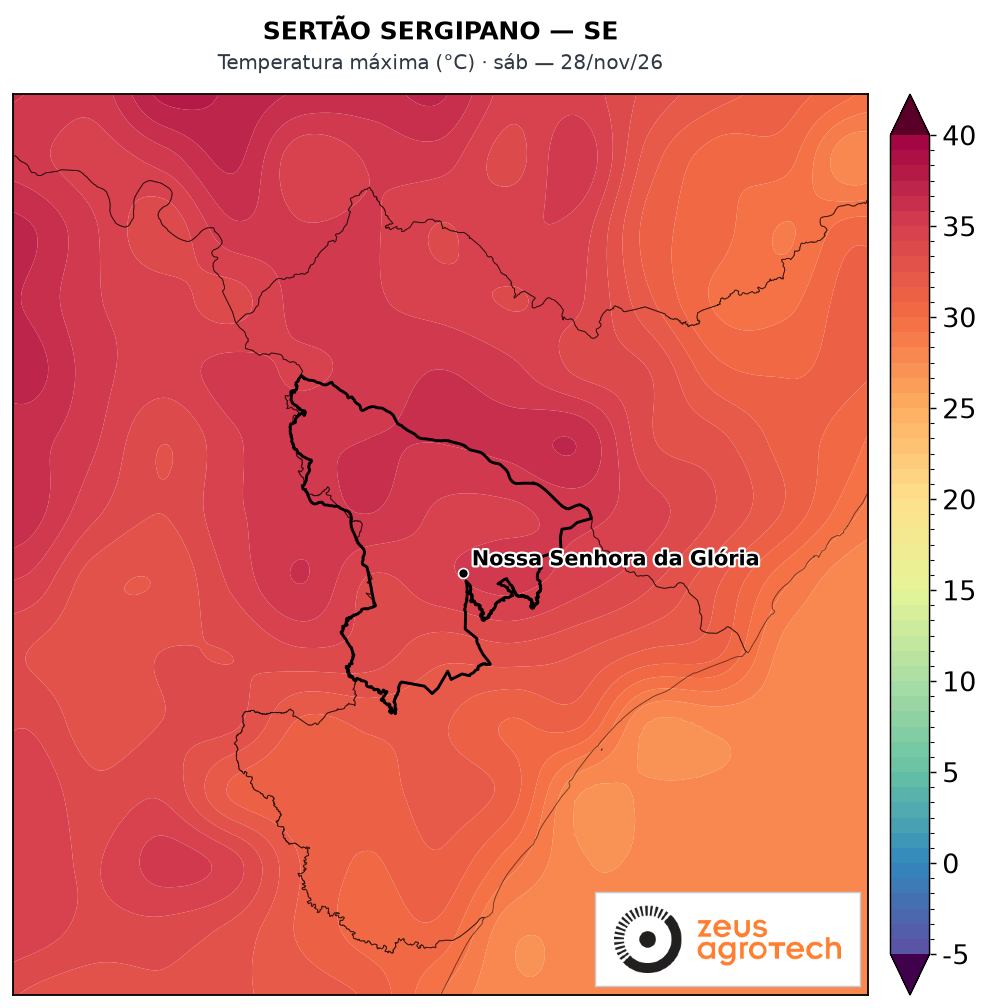 SERTÃO SERGIPANO — SE
Temperatura máxima (°C) · sáb — 28/nov/26
40
35
30
25
20
15
10
5
0
-5
Nossa Senhora da Glória
zeus
agrotech